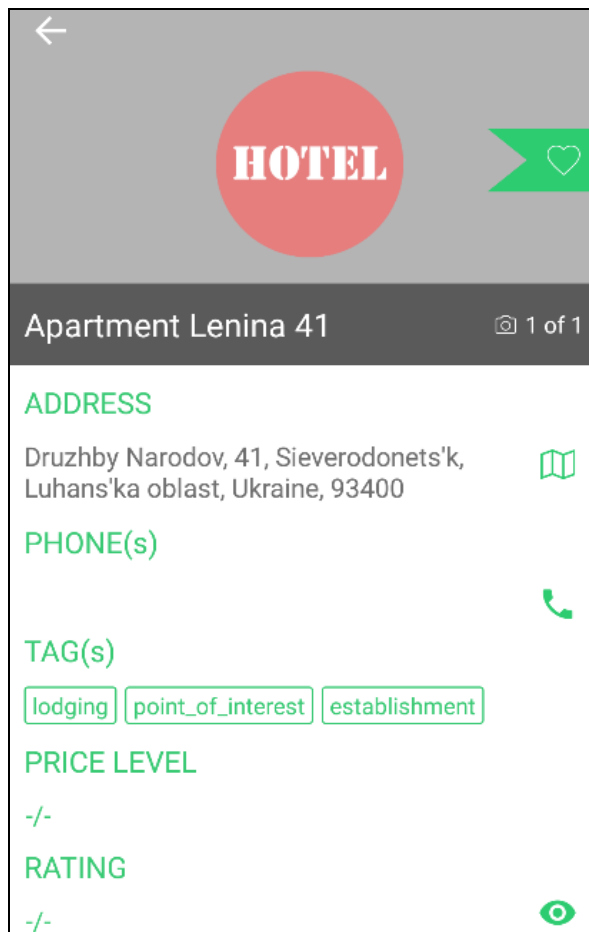 HOTEL
Apartment Lenina 41
1 of 1
ADDRESS
Druzhby Narodov, 41, Sieverodonets'k,
Luhans'ka oblast, Ukraine, 93400
PHONE(s)
TAG(s)
lodging point_of_interest establishment
PRICE LEVEL
-/-
RATING
-/-